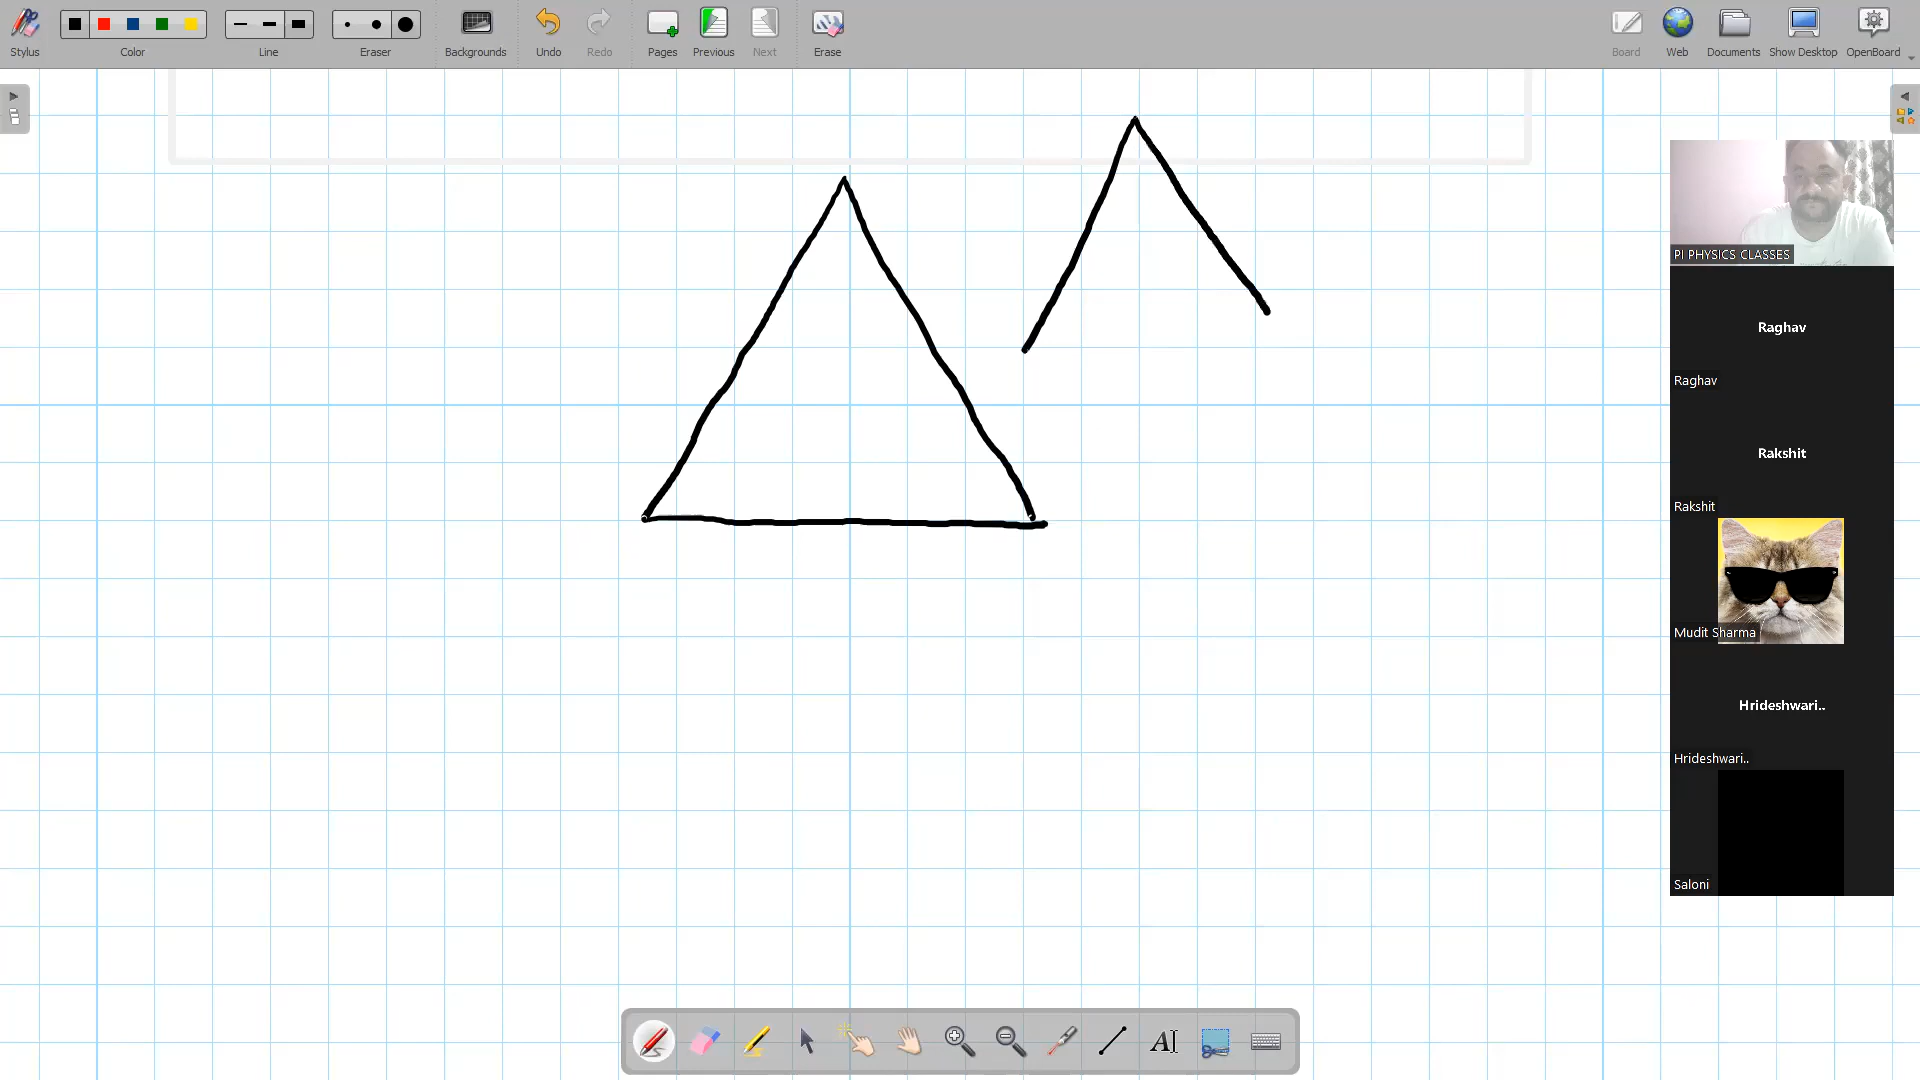 Stylus
Color
Line
Eraser
Backgrounds
Undo
Redo
Pages
Previous
Next
Erase
Board
Web
Documents
Show Desktop
OpenBoard
PI PHYSICS CLASSES
Raghav
Raghav
Rakshit
Rakshit
Mudit Sharma
Hrideshwari..
Hrideshwari..
Saloni